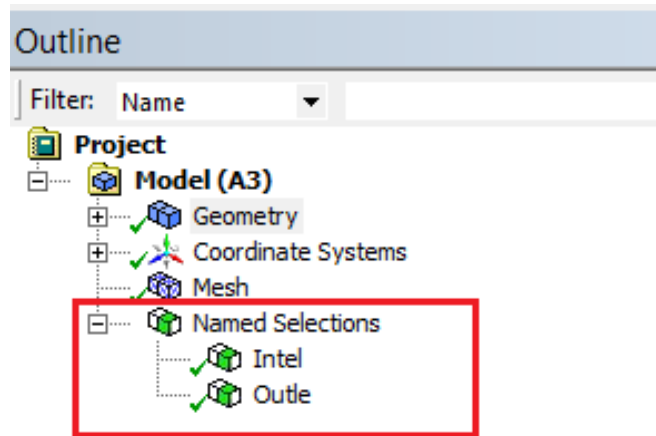 Outline
Filter: Name
Project
Model (A3)
Geometry
Coordinate Systems
Mesh
Named Selections
Intel
Outle